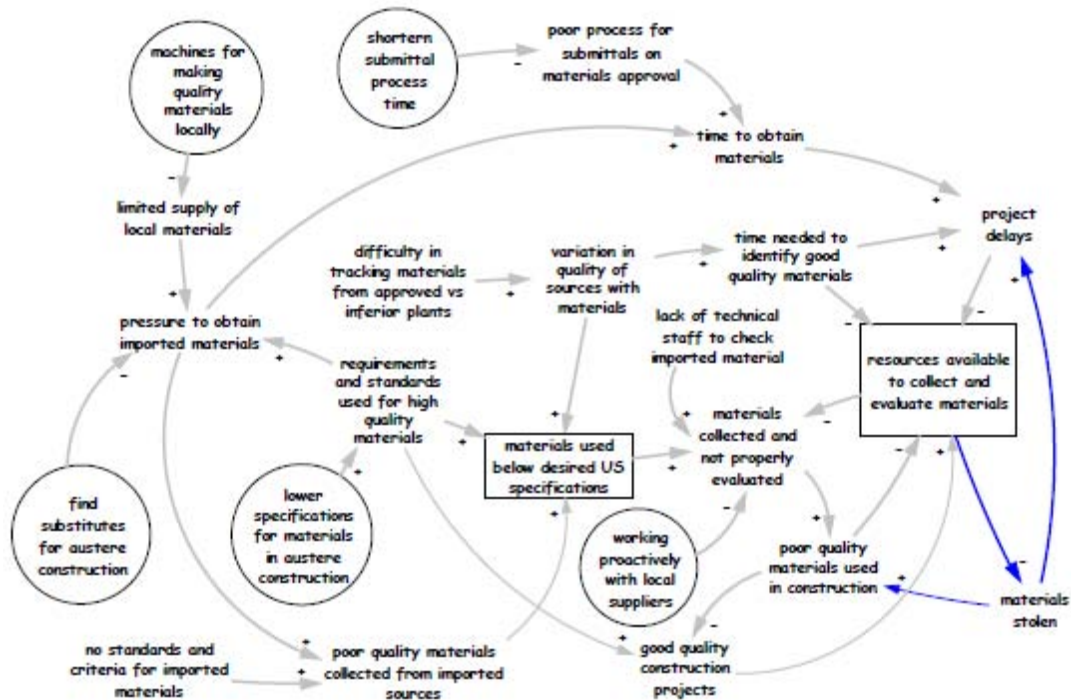 machines for
making
quality
materials
locally
shortern
submittal
process
time
poor process for
submittals on
materials approval
-
+
time to obtain
materials
+
-
limited supply of
local materials
+
project
delays
+
+
+
difficulty in
tracking materials
from approved vs
inferior plants
+
variation in
quality of
sources with
materials
+
time needed to
identify good
quality materials
-
-
+
pressure to obtain
imported materials
-
+
requirements
and standards
used for high
quality
materials
+
+
lack of technical
staff to check
imported material
+
resources available
to collect and
evaluate materials
-
-
+
+
materials used
below desired US
specifications
+
+
materials
collected and
not properly
evaluated
-
find
substitutes
for austere
construction
lower
specifications
for materials
in austere
construction
working
proactively
with local
suppliers
+
poor quality
materials used
in construction
+
-
materials
stolen
no standards and
criteria for imported
materials
+
+
poor quality materials
collected from imported
sources
+
-
good quality
construction
projects